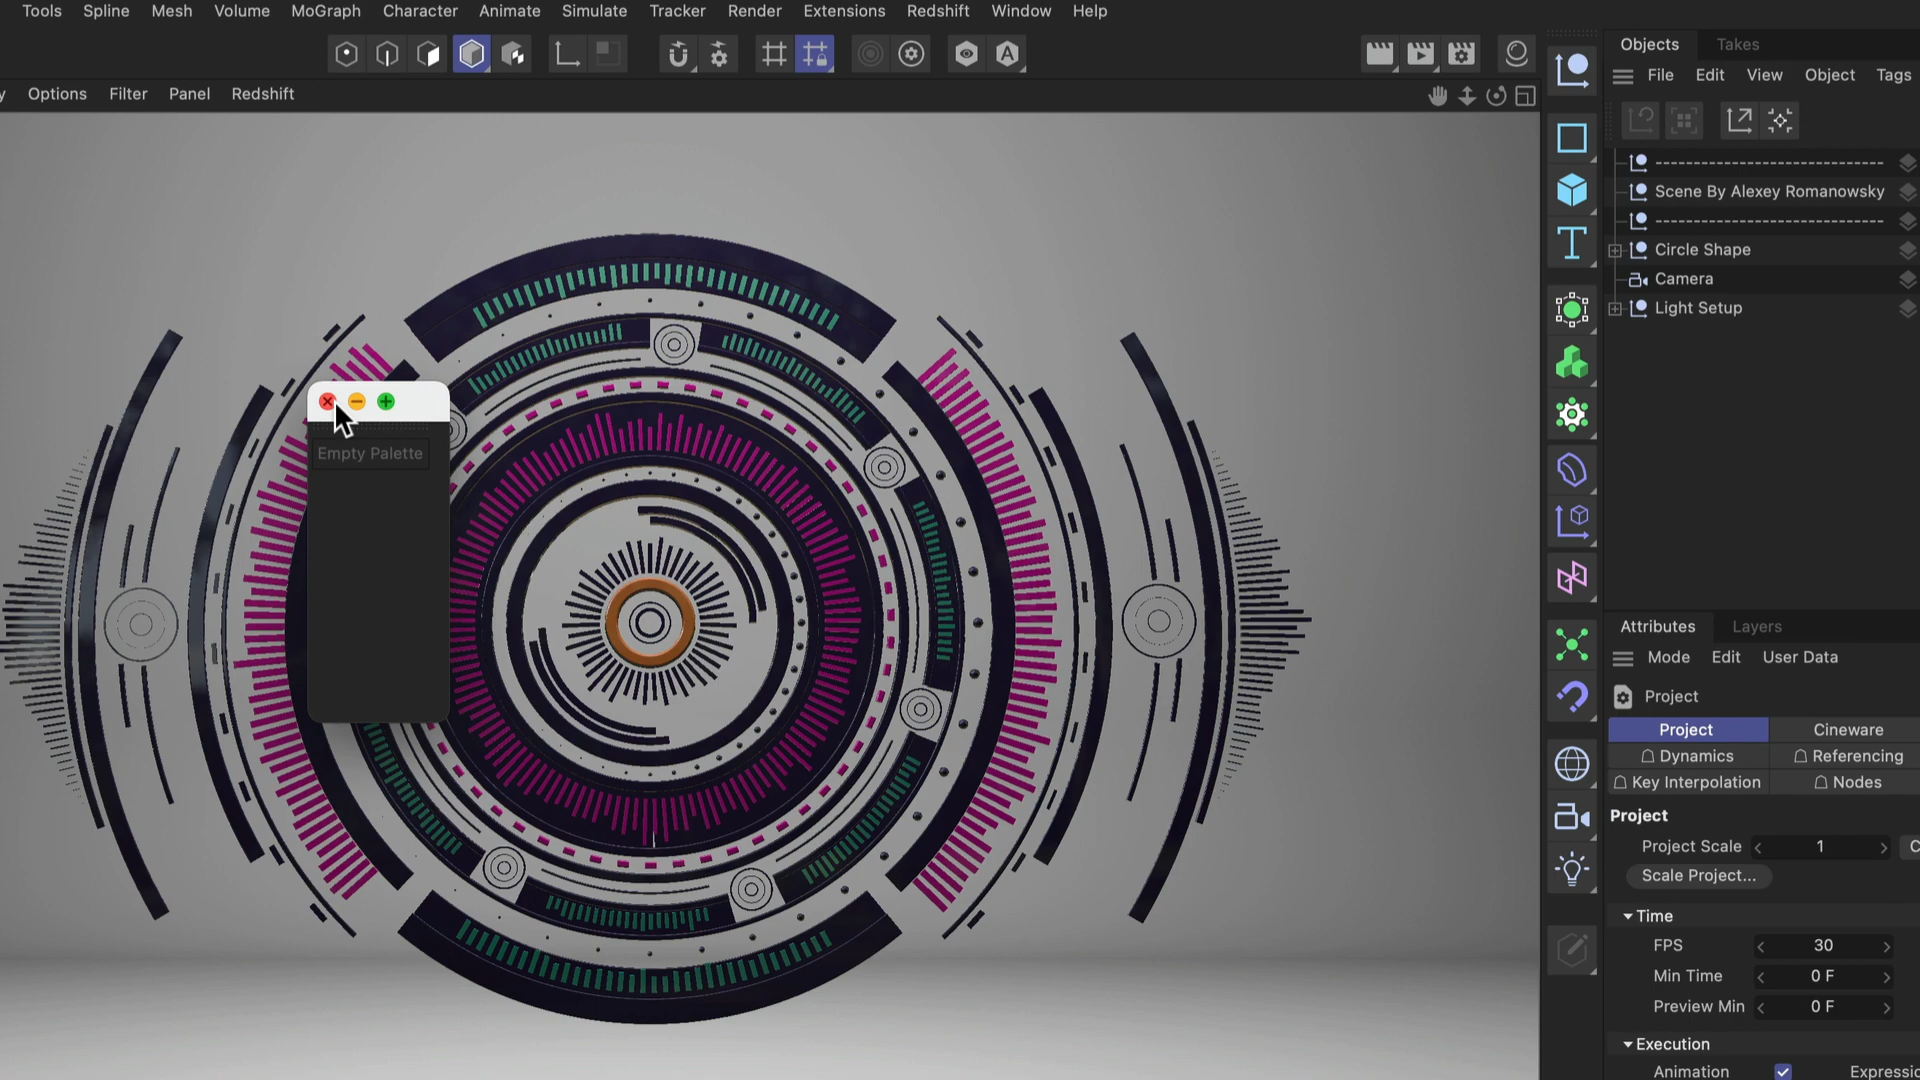 Tools Spline Mesh Volume MoGraph Character Animate Simulate Tracker Render Extensions Redshift Window Help
Options Filter Panel Redshift
Empty Palette
Objects Takes
File Edit View Object Tags
------------------------------
Scene By Alexey Romanowsky
------------------------------
Circle Shape
Camera
Light Setup
Attributes Layers
Mode Edit User Data
Project
Project Cineware
Dynamics Referencing
Key Interpolation Nodes
Project
Project Scale 1
Scale Project...
Time
FPS 30
Min Time 0 F
Preview Min 0 F
Execution
Animation